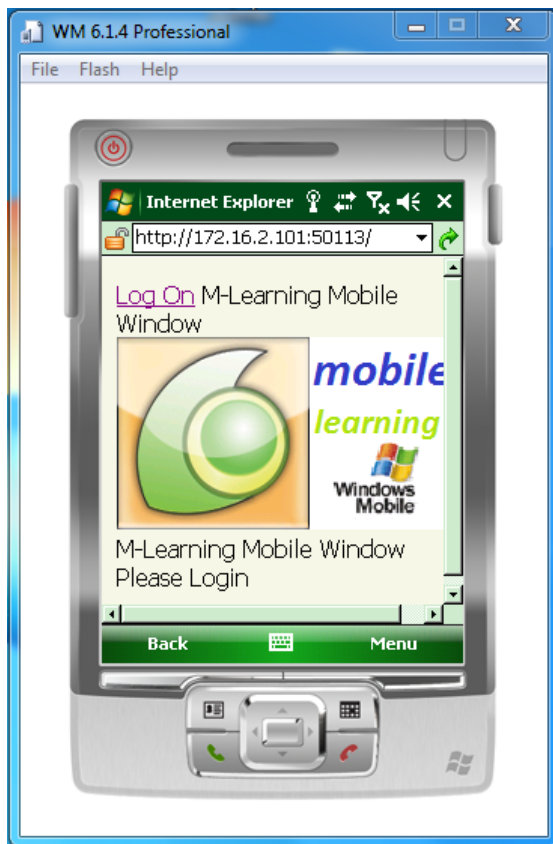 WM 6.1.4 Professional
File Flash Help
Internet Explorer
http://172.16.2.101:50113/
Log On M-Learning Mobile
Window
mobile
learning
Windows
Mobile
M-Learning Mobile Window
Please Login
Back Menu